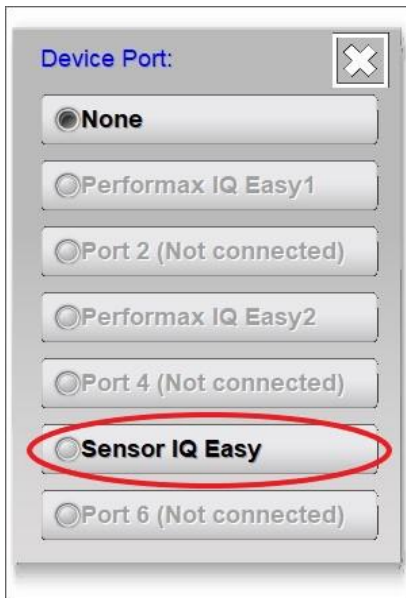 Device Port:
None
Performax IQ Easy1
Port 2 (Not connected)
Performax IQ Easy2
Port 4 (Not connected)
Sensor IQ Easy
Port 6 (Not connected)